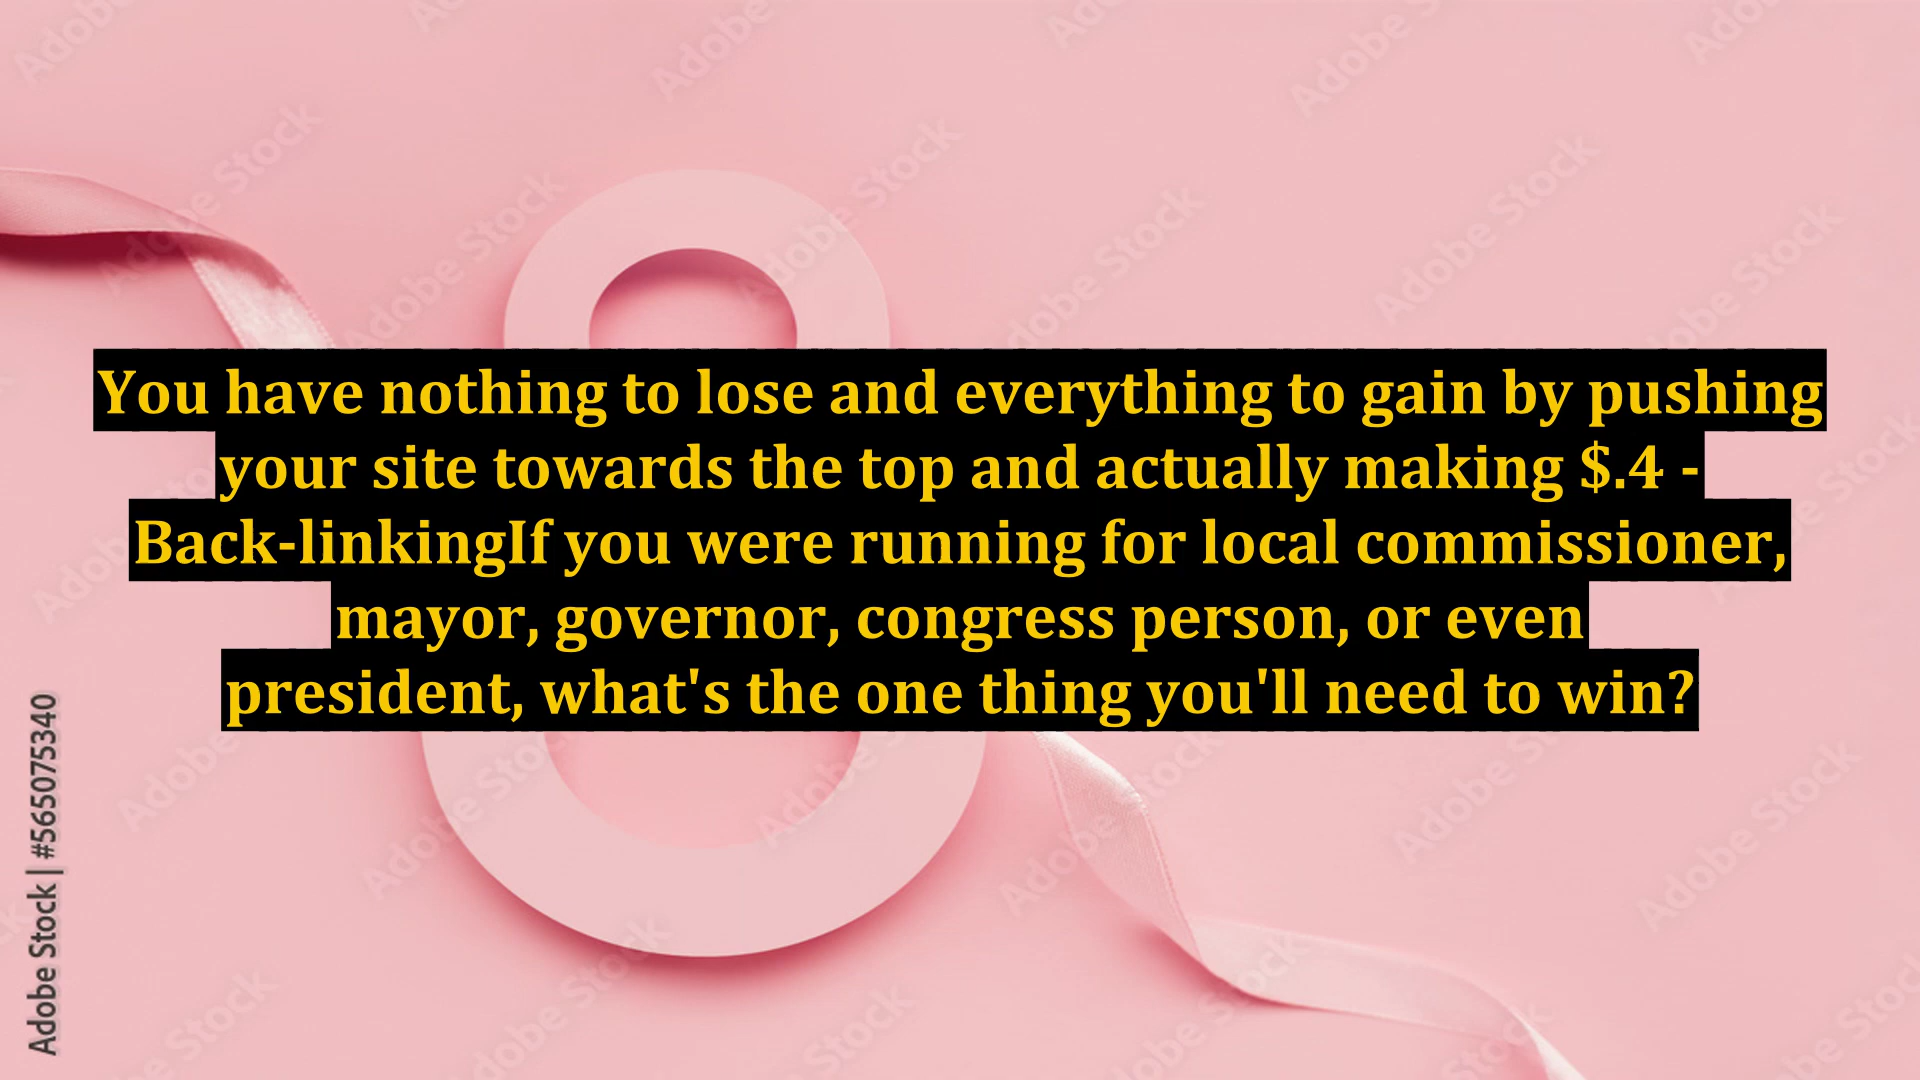 You have nothing to lose and everything to gain by pushing
your site towards the top and actually making $.4 -
Back-linkingIf you were running for local commissioner,
mayor, governor, congress person, or even
president, what's the one thing you'll need to win?
Adobe Stock | #565075340
Adobe Stock